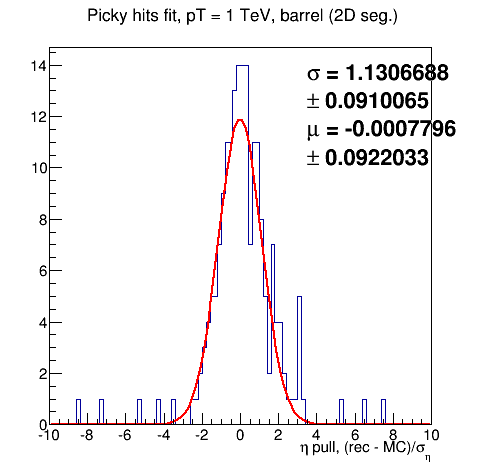 Picky hits fit, pT = 1 TeV, barrel (2D seg.)
σ = 1.1306688
± 0.0910065
μ = -0.0007796
± 0.0922033
14
12
10
8
6
4
2
0
-10 -8 -6 -4 -2 0 2 4 6 8 10
η pull, (rec - MC)/σ_η